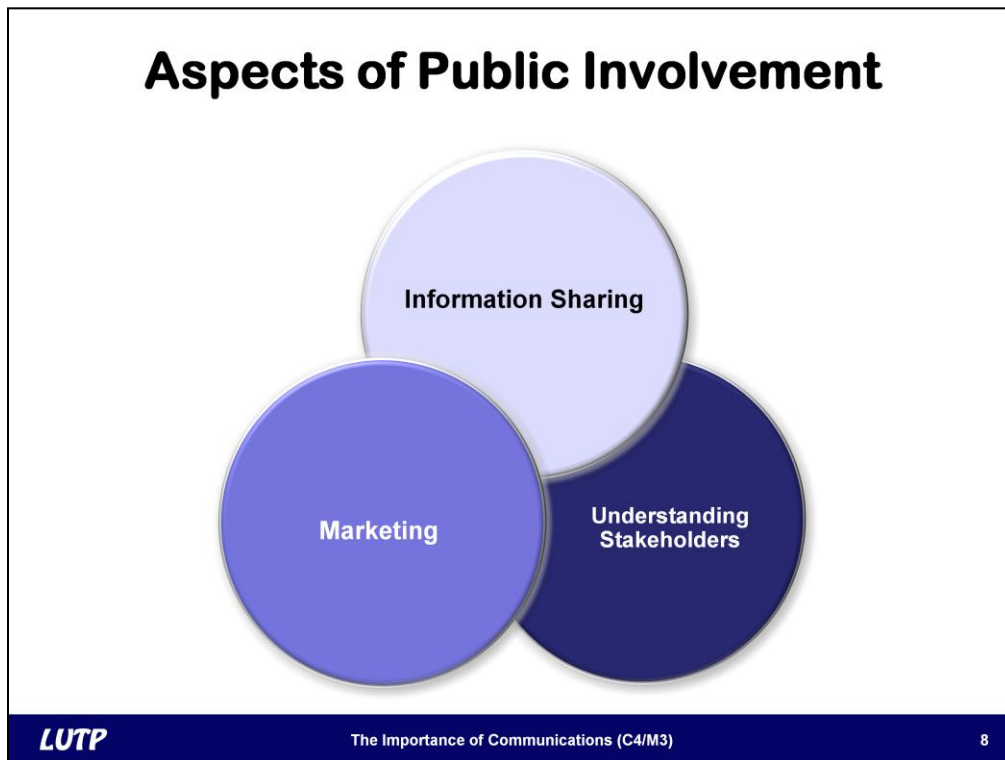 Aspects of Public Involvement
Information Sharing
Marketing
Understanding
Stakeholders
LUTP
The Importance of Communications (C4/M3)
8